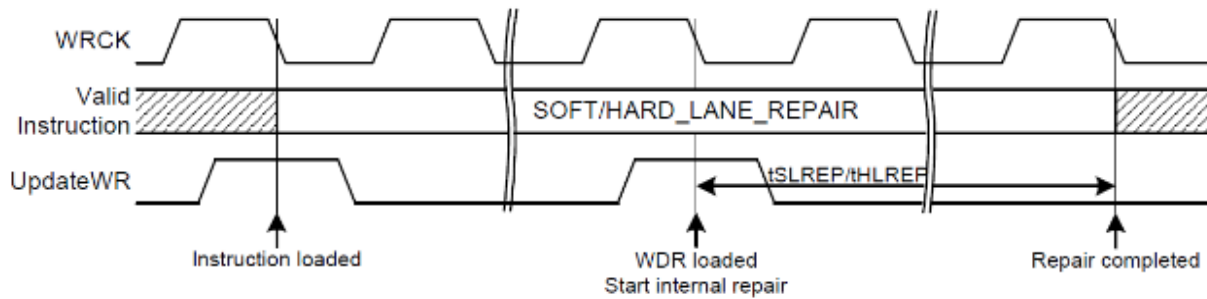 WRCK
Valid
Instruction
SOFT/HARD_LANE_REPAIR
UpdateWR
tSLREP/tHLREP
Instruction loaded
WDR loaded
Start internal repair
Repair completed